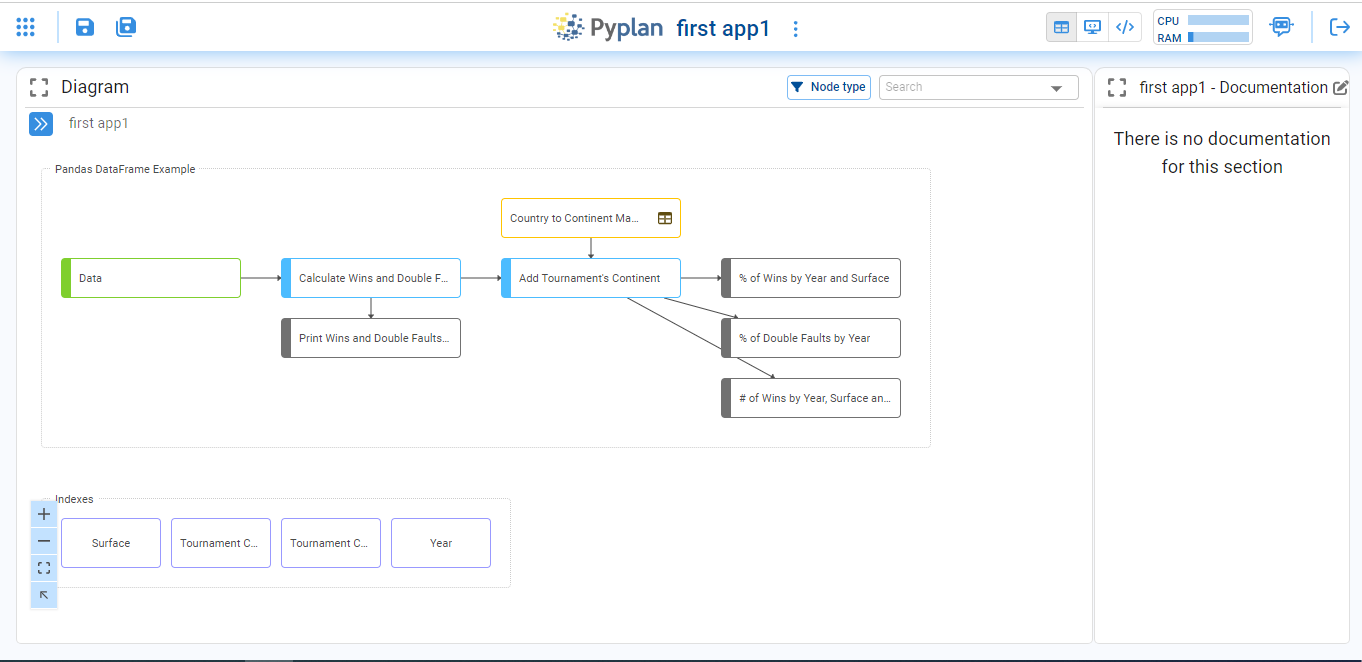 Pyplan first app1
CPU
RAM
Diagram
Node type
Search
first app1
Pandas DataFrame Example
Country to Continent Ma...
Data
Calculate Wins and Double F...
Add Tournament's Continent
% of Wins by Year and Surface
Print Wins and Double Faults...
% of Double Faults by Year
# of Wins by Year, Surface an...
Indexes
Surface
Tournament C...
Tournament C...
Year
first app1 - Documentation
There is no documentation
for this section